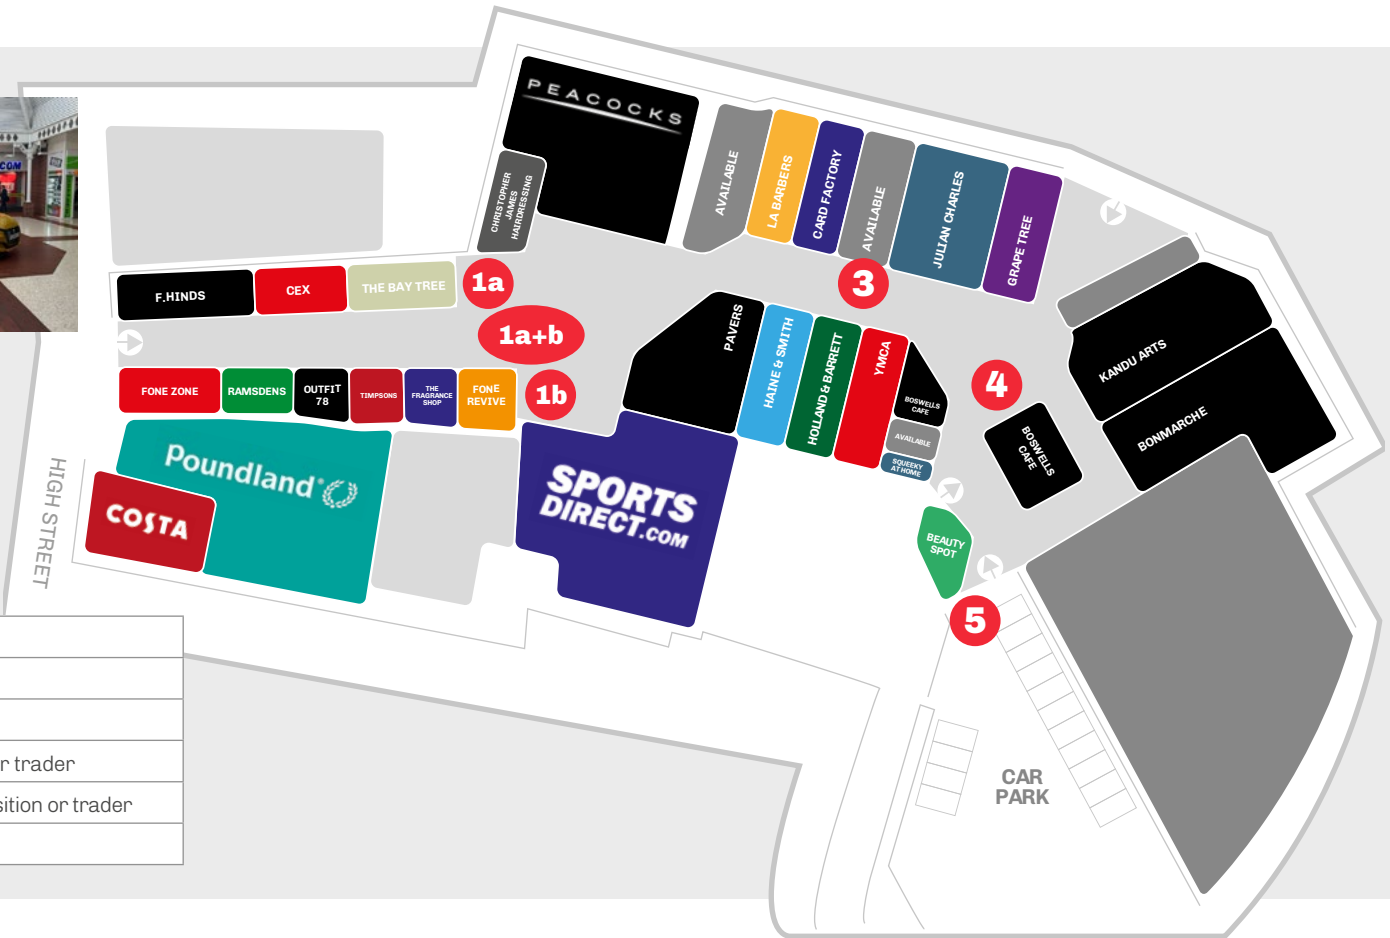 PEACOCKS
CHRISTOPHER
JAMES
HAIRDRESSING
AVAILABLE
LA BARBERS
CARD FACTORY
AVAILABLE
JULIAN CHARLES
GRAPE TREE
F.HINDS
CEX
THE BAY TREE
1a
1a+b
1b
3
4
5
FONE ZONE
RAMSDENS
OUTFIT
78
TIMPSONS
THE
FRAGRANCE
SHOP
FONE
REVIVE
PAVERS
HAINE & SMITH
HOLLAND & BARRETT
YMCA
BOSWELLS
CAFE
AVAILABLE
SQUEEKY
AT HOME
BOSWELLS
CAFE
KANDU ARTS
BONMARCHE
Poundland
COSTA
SPORTS
DIRECT.COM
BEAUTY
SPOT
HIGH STREET
CAR
PARK
r trader
sition or trader